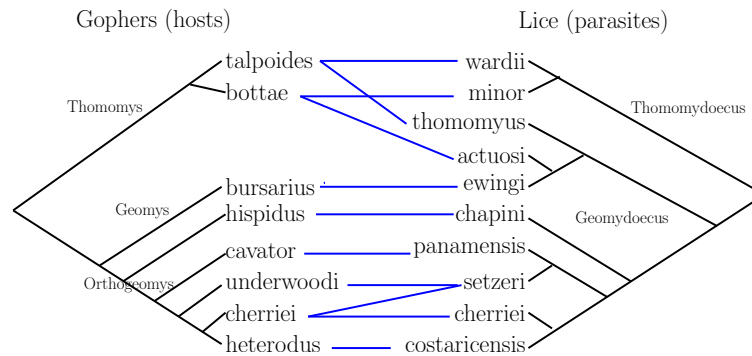 Gophers (hosts) Lice (parasites)
talpoides wardii
Thomomys bottae minor Thomomydoecus
thomomyus
actuosi
bursarius ewingi
Geomys hispidus chapini Geomydoecus
cavator panamensis
Orthogeomys underwoodi setzeri
cherriei cherriei
heterodus costaricensis